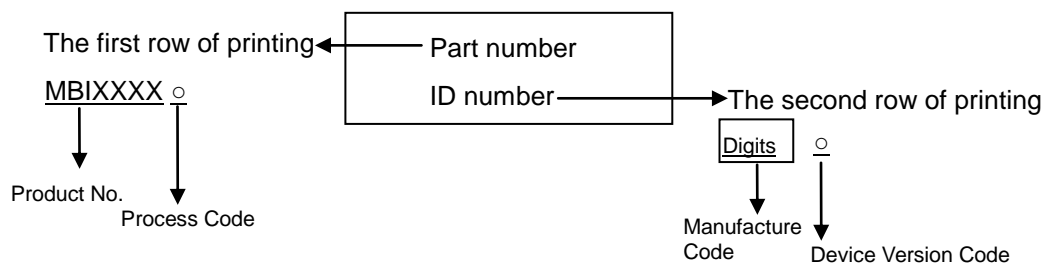 The first row of printing
Part number
MBIXXXX ○
ID number
The second row of printing
Digits ○
Product No.
Process Code
Manufacture
Code
Device Version Code